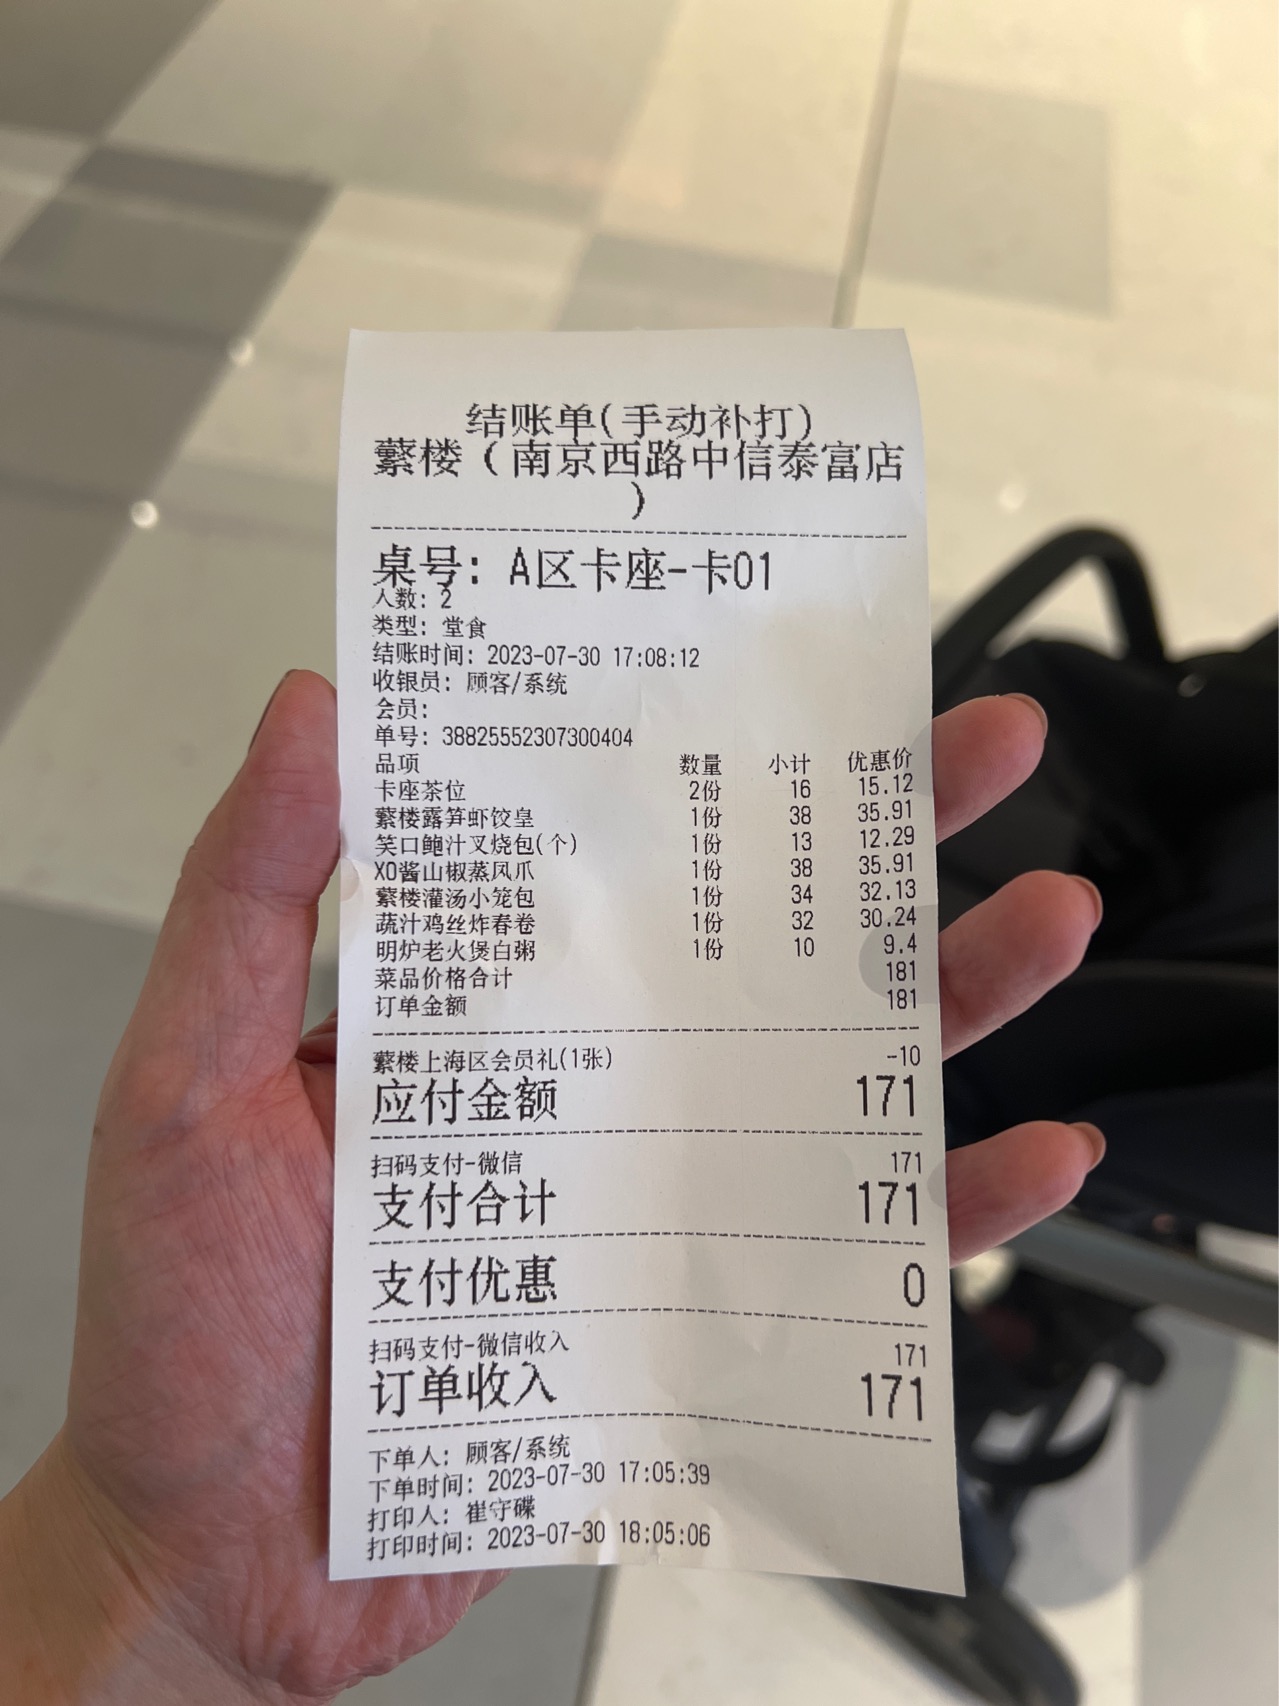 结账单(手动补打)
蘩楼(南京西路中信泰富店
)
桌号: A区卡座-卡01
人数: 2
类型: 堂食
结账时间: 2023-07-30 17:08:12
收银员: 顾客/系统
会员:
单号: 38825552307300404
品项 数量 小计 优惠价
卡座茶位 2份 16 15.12
蘩楼露笋虾饺皇 1份 38 35.91
笑口鲍汁叉烧包(个) 1份 13 12.29
XO酱山椒蒸凤爪 1份 38 35.91
蘩楼灌汤小笼包 1份 34 32.13
蔬汁鸡丝炸春卷 1份 32 30.24
明炉老火煲白粥 1份 10 9.4
菜品价格合计 181
订单金额 181
蘩楼上海区会员礼(1张) -10
应付金额 171
扫码支付-微信 171
支付合计 171
支付优惠 0
扫码支付-微信收入 171
订单收入 171
下单人: 顾客/系统
下单时间: 2023-07-30 17:05:39
打印人: 崔守碟
打印时间: 2023-07-30 18:05:06